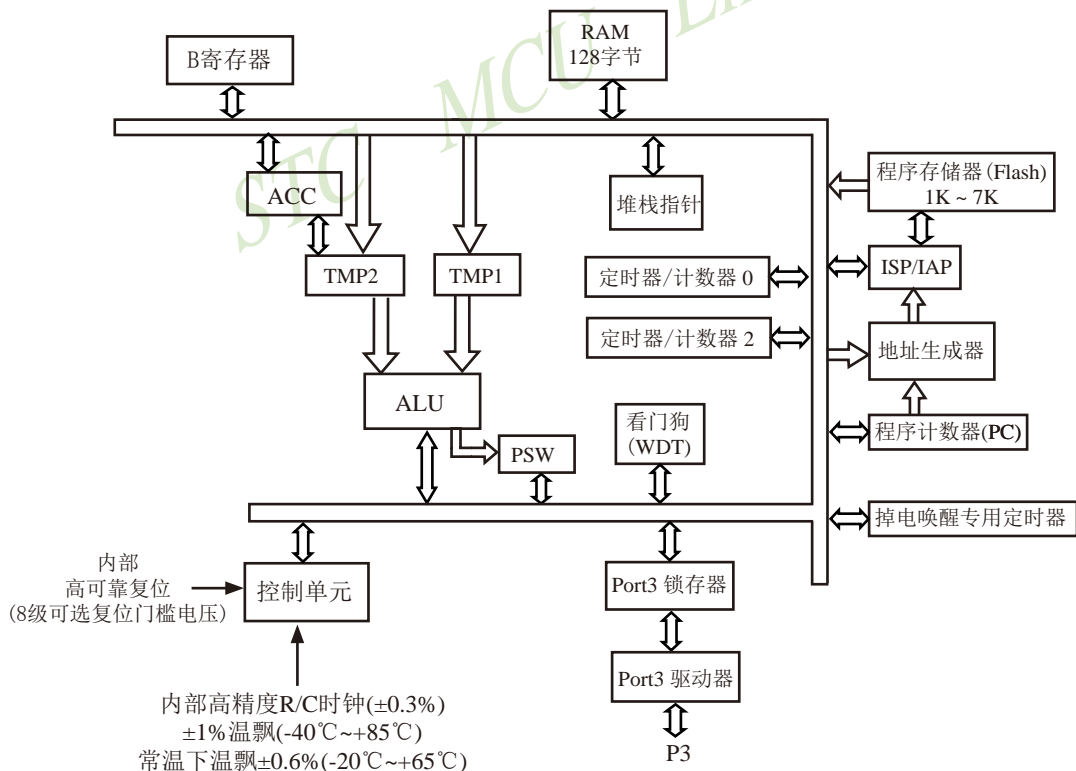 STC MCU
RAM
128字节
B寄存器
程序存储器(Flash)
1K ~ 7K
ACC
堆栈指针
TMP2
TMP1
定时器/计数器 0
ISP/IAP
定时器/计数器 2
地址生成器
ALU
看门狗
(WDT)
程序计数器(PC)
PSW
掉电唤醒专用定时器
内部
高可靠复位
(8级可选复位门槛电压)
控制单元
Port3 锁存器
Port3 驱动器
内部高精度R/C时钟(±0.3%)
±1%温飘(-40℃~+85℃)
常温下温飘±0.6%(-20℃~+65℃)
P3